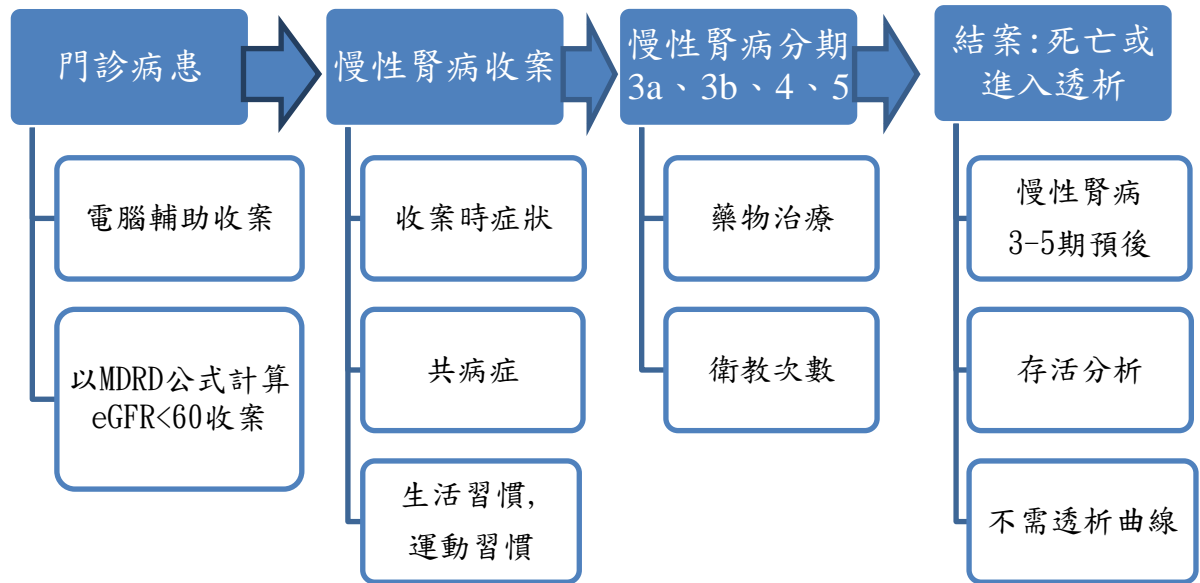 門診病患
電腦輔助收案
以MDRD公式計算
eGFR<60收案
慢性腎病收案
收案時症狀
共病症
生活習慣,
運動習慣
慢性腎病分期
3a、3b、4、5
藥物治療
衛教次數
結案:死亡或
進入透析
慢性腎病
3-5期預後
存活分析
不需透析曲線